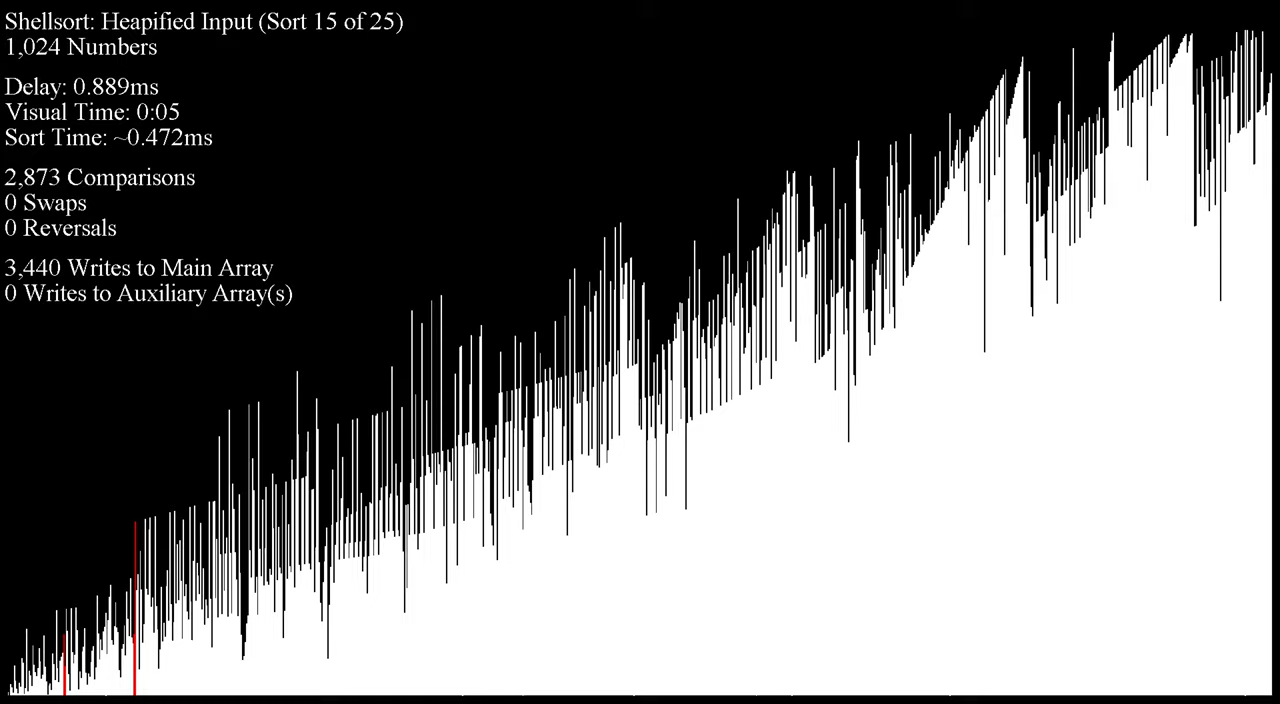 Shellsort: Heapified Input (Sort 15 of 25)
1,024 Numbers
Delay: 0.889ms
Visual Time: 0:05
Sort Time: ~0.472ms
2,873 Comparisons
0 Swaps
0 Reversals
3,440 Writes to Main Array
0 Writes to Auxiliary Array(s)